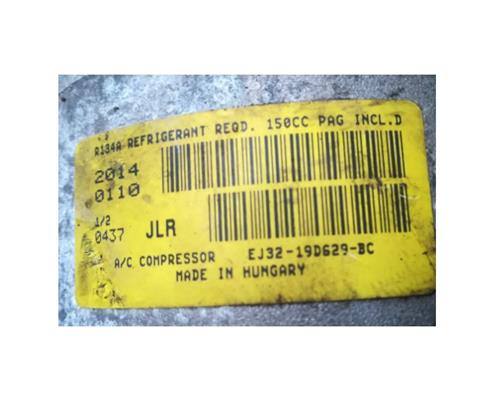 R134A REFRIGERANT REQD. 150CC PAG INCL.D
2014
0110
1/2
0437 JLR
A/C COMPRESSOR EJ32-19D629-BC
MADE IN HUNGARY